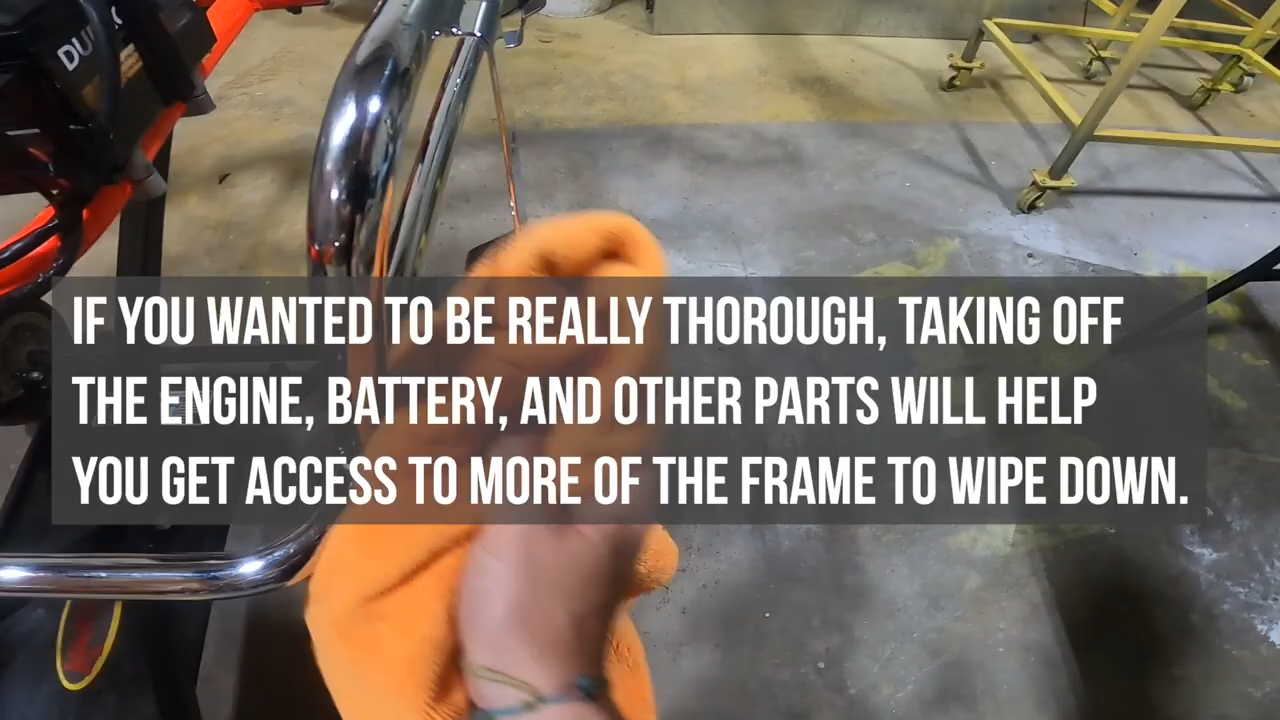 IF YOU WANTED TO BE REALLY THOROUGH, TAKING OFF
THE ENGINE, BATTERY, AND OTHER PARTS WILL HELP
YOU GET ACCESS TO MORE OF THE FRAME TO WIPE DOWN.